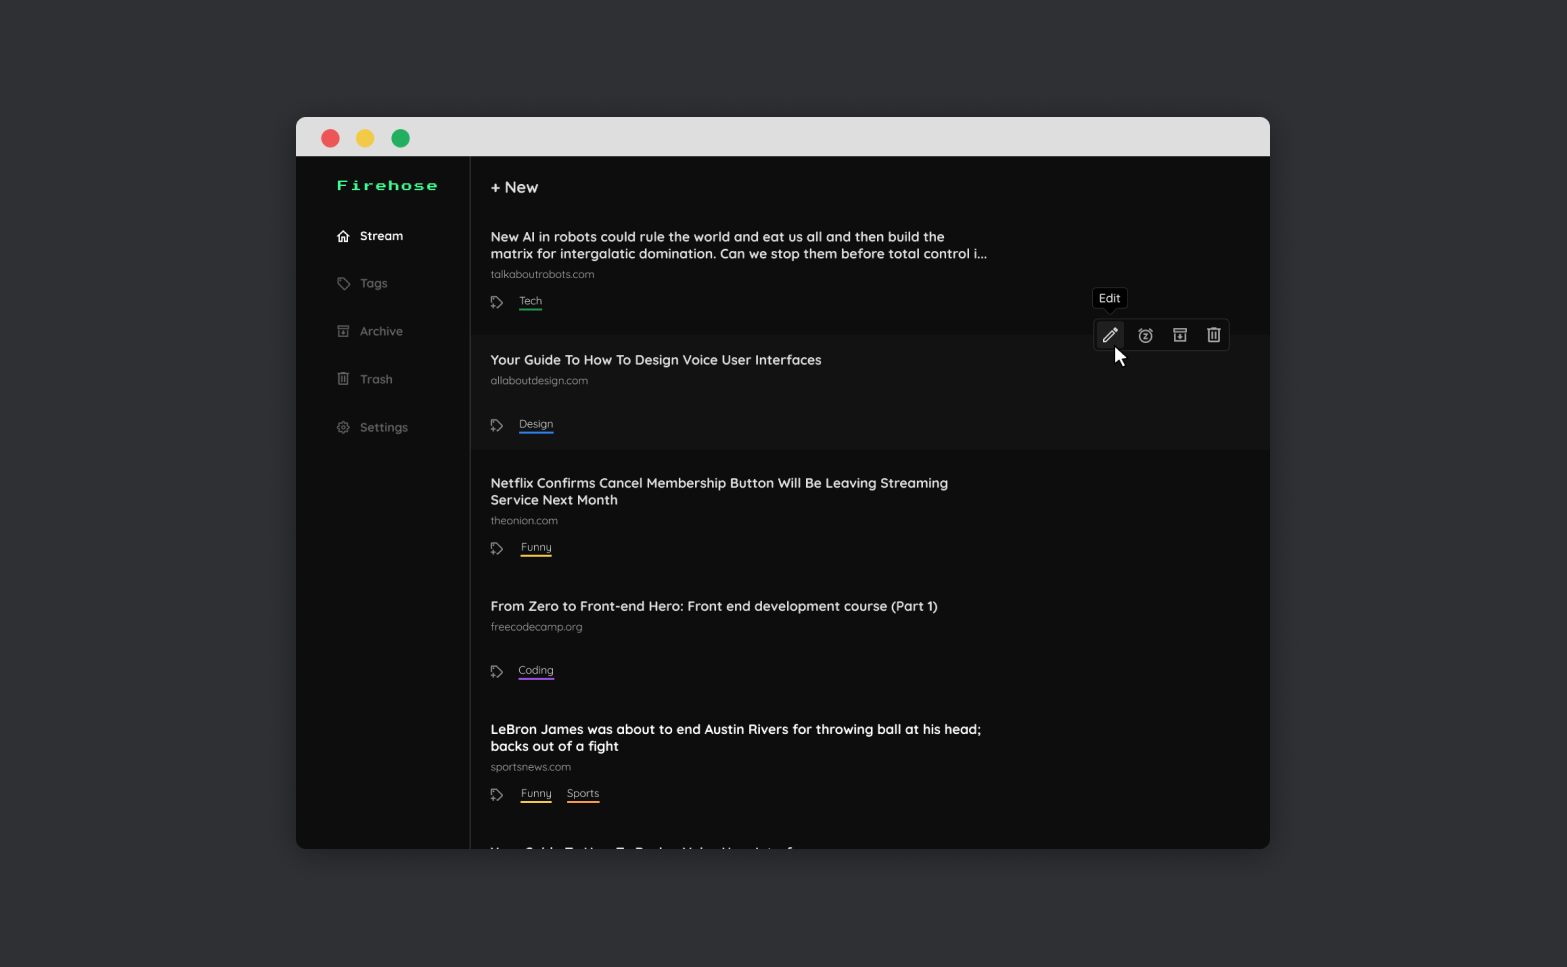 Firehose
Stream
Tags
Archive
Trash
Settings
+ New
New AI in robots could rule the world and eat us all and then build the
matrix for intergalatic domination. Can we stop them before total control i...
talkaboutrobots.com
Tech
Edit
Your Guide To How To Design Voice User Interfaces
allaboutdesign.com
Design
Netflix Confirms Cancel Membership Button Will Be Leaving Streaming
Service Next Month
theonion.com
Funny
From Zero to Front-end Hero: Front end development course (Part 1)
freecodecamp.org
Coding
LeBron James was about to end Austin Rivers for throwing ball at his head;
backs out of a fight
sportsnews.com
Funny Sports